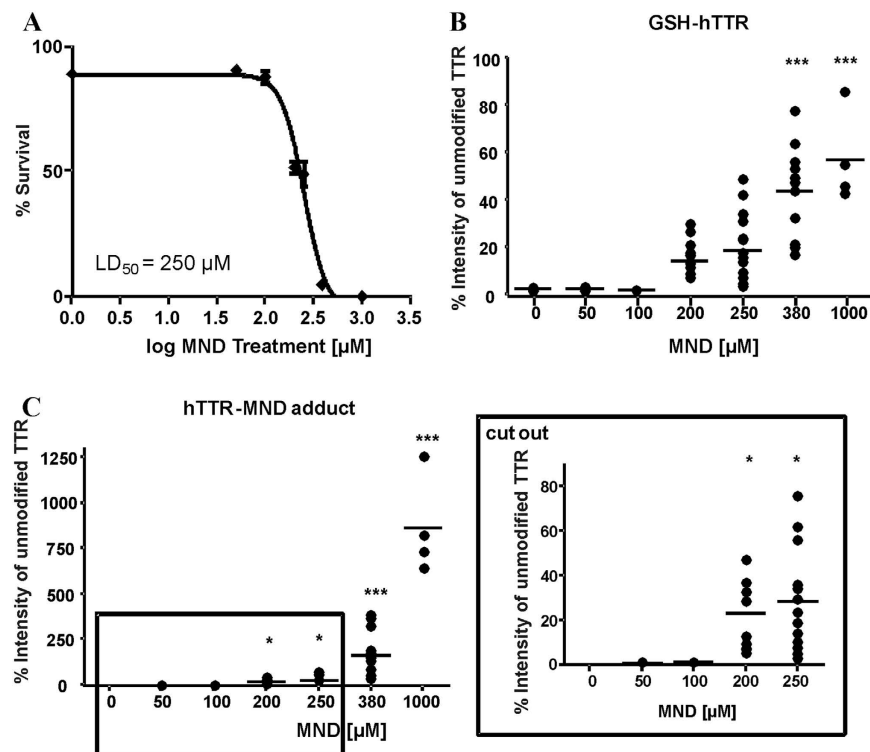 A
% Survival
100
50
0
LD50 = 250 µM
0.0 0.5 1.0 1.5 2.0 2.5 3.0 3.5
log MND Treatment [µM]
B
GSH-hTTR
% Intensity of unmodified TTR
100
80
60
40
20
0
*** ***
0 50 100 200 250 380 1000
MND [µM]
C
hTTR-MND adduct
% Intensity of unmodified TTR
1250
1000
750
500
250
0
* * *** ***
0 50 100 200 250 380 1000
MND [µM]
cut out
% Intensity of unmodified TTR
80
60
40
20
0
* *
0 50 100 200 250
MND [µM]